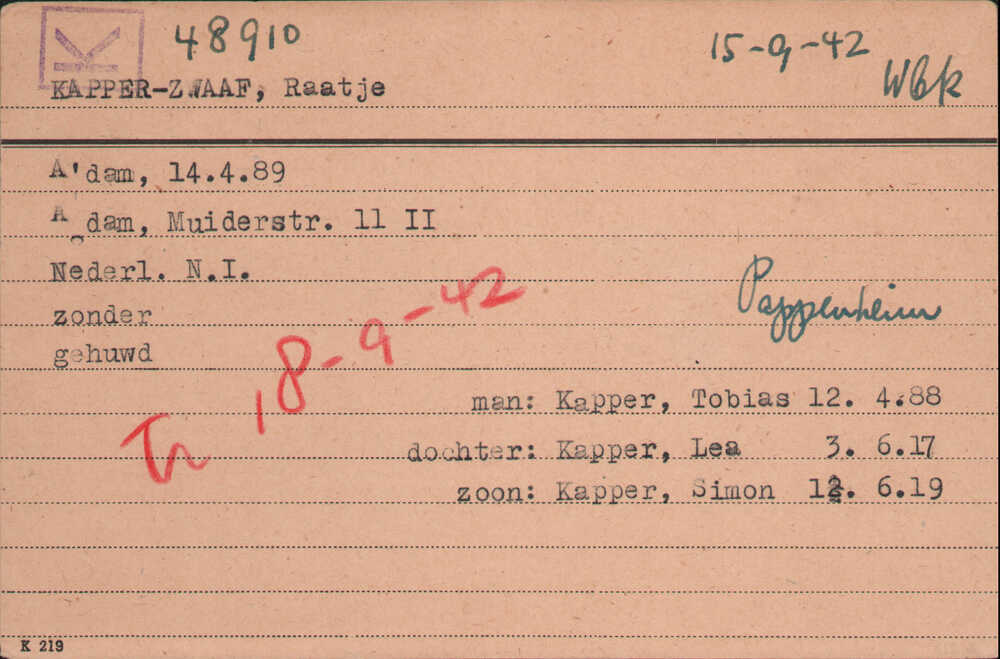 48910
15-9-42
Wbk
KAPPER-ZWAAF, Raatje
A'dam, 14.4.89
A dam, Muiderstr. 11 II
Nederl. N.I.
zonder
gehuwd
Pappenheim
Tr 18-9-42
man: Kapper, Tobias 12. 4.88
dochter: Kapper, Lea 3. 6.17
zoon: Kapper, Simon 12. 6.19
K 219